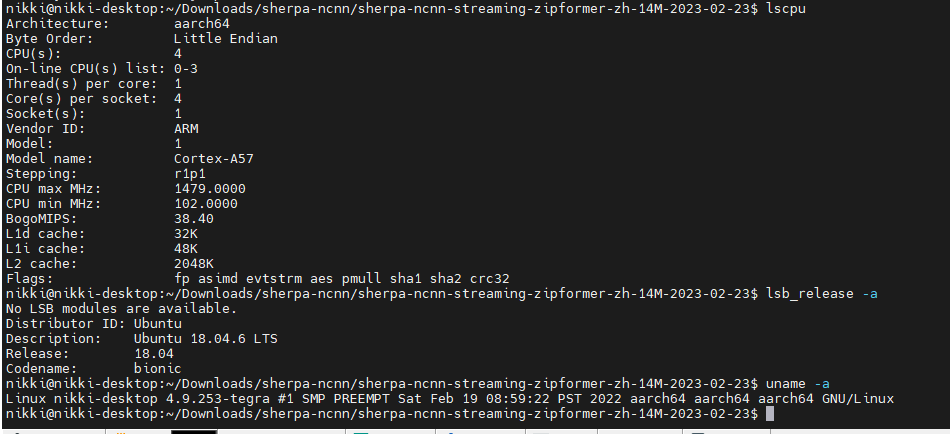 nikki@nikki-desktop:~/Downloads/sherpa-ncnn/sherpa-ncnn-streaming-zipformer-zh-14M-2023-02-23$ lscpu
Architecture:        aarch64
Byte Order:          Little Endian
CPU(s):              4
On-line CPU(s) list: 0-3
Thread(s) per core:  1
Core(s) per socket:  4
Socket(s):           1
Vendor ID:           ARM
Model:               1
Model name:          Cortex-A57
Stepping:            r1p1
CPU max MHz:         1479.0000
CPU min MHz:         102.0000
BogoMIPS:            38.40
L1d cache:           32K
L1i cache:           48K
L2 cache:            2048K
Flags:               fp asimd evtstrm aes pmull sha1 sha2 crc32
nikki@nikki-desktop:~/Downloads/sherpa-ncnn/sherpa-ncnn-streaming-zipformer-zh-14M-2023-02-23$ lsb_release -a
No LSB modules are available.
Distributor ID: Ubuntu
Description:    Ubuntu 18.04.6 LTS
Release:        18.04
Codename:       bionic
nikki@nikki-desktop:~/Downloads/sherpa-ncnn/sherpa-ncnn-streaming-zipformer-zh-14M-2023-02-23$ uname -a
Linux nikki-desktop 4.9.253-tegra #1 SMP PREEMPT Sat Feb 19 08:59:22 PST 2022 aarch64 aarch64 aarch64 GNU/Linux
nikki@nikki-desktop:~/Downloads/sherpa-ncnn/sherpa-ncnn-streaming-zipformer-zh-14M-2023-02-23$